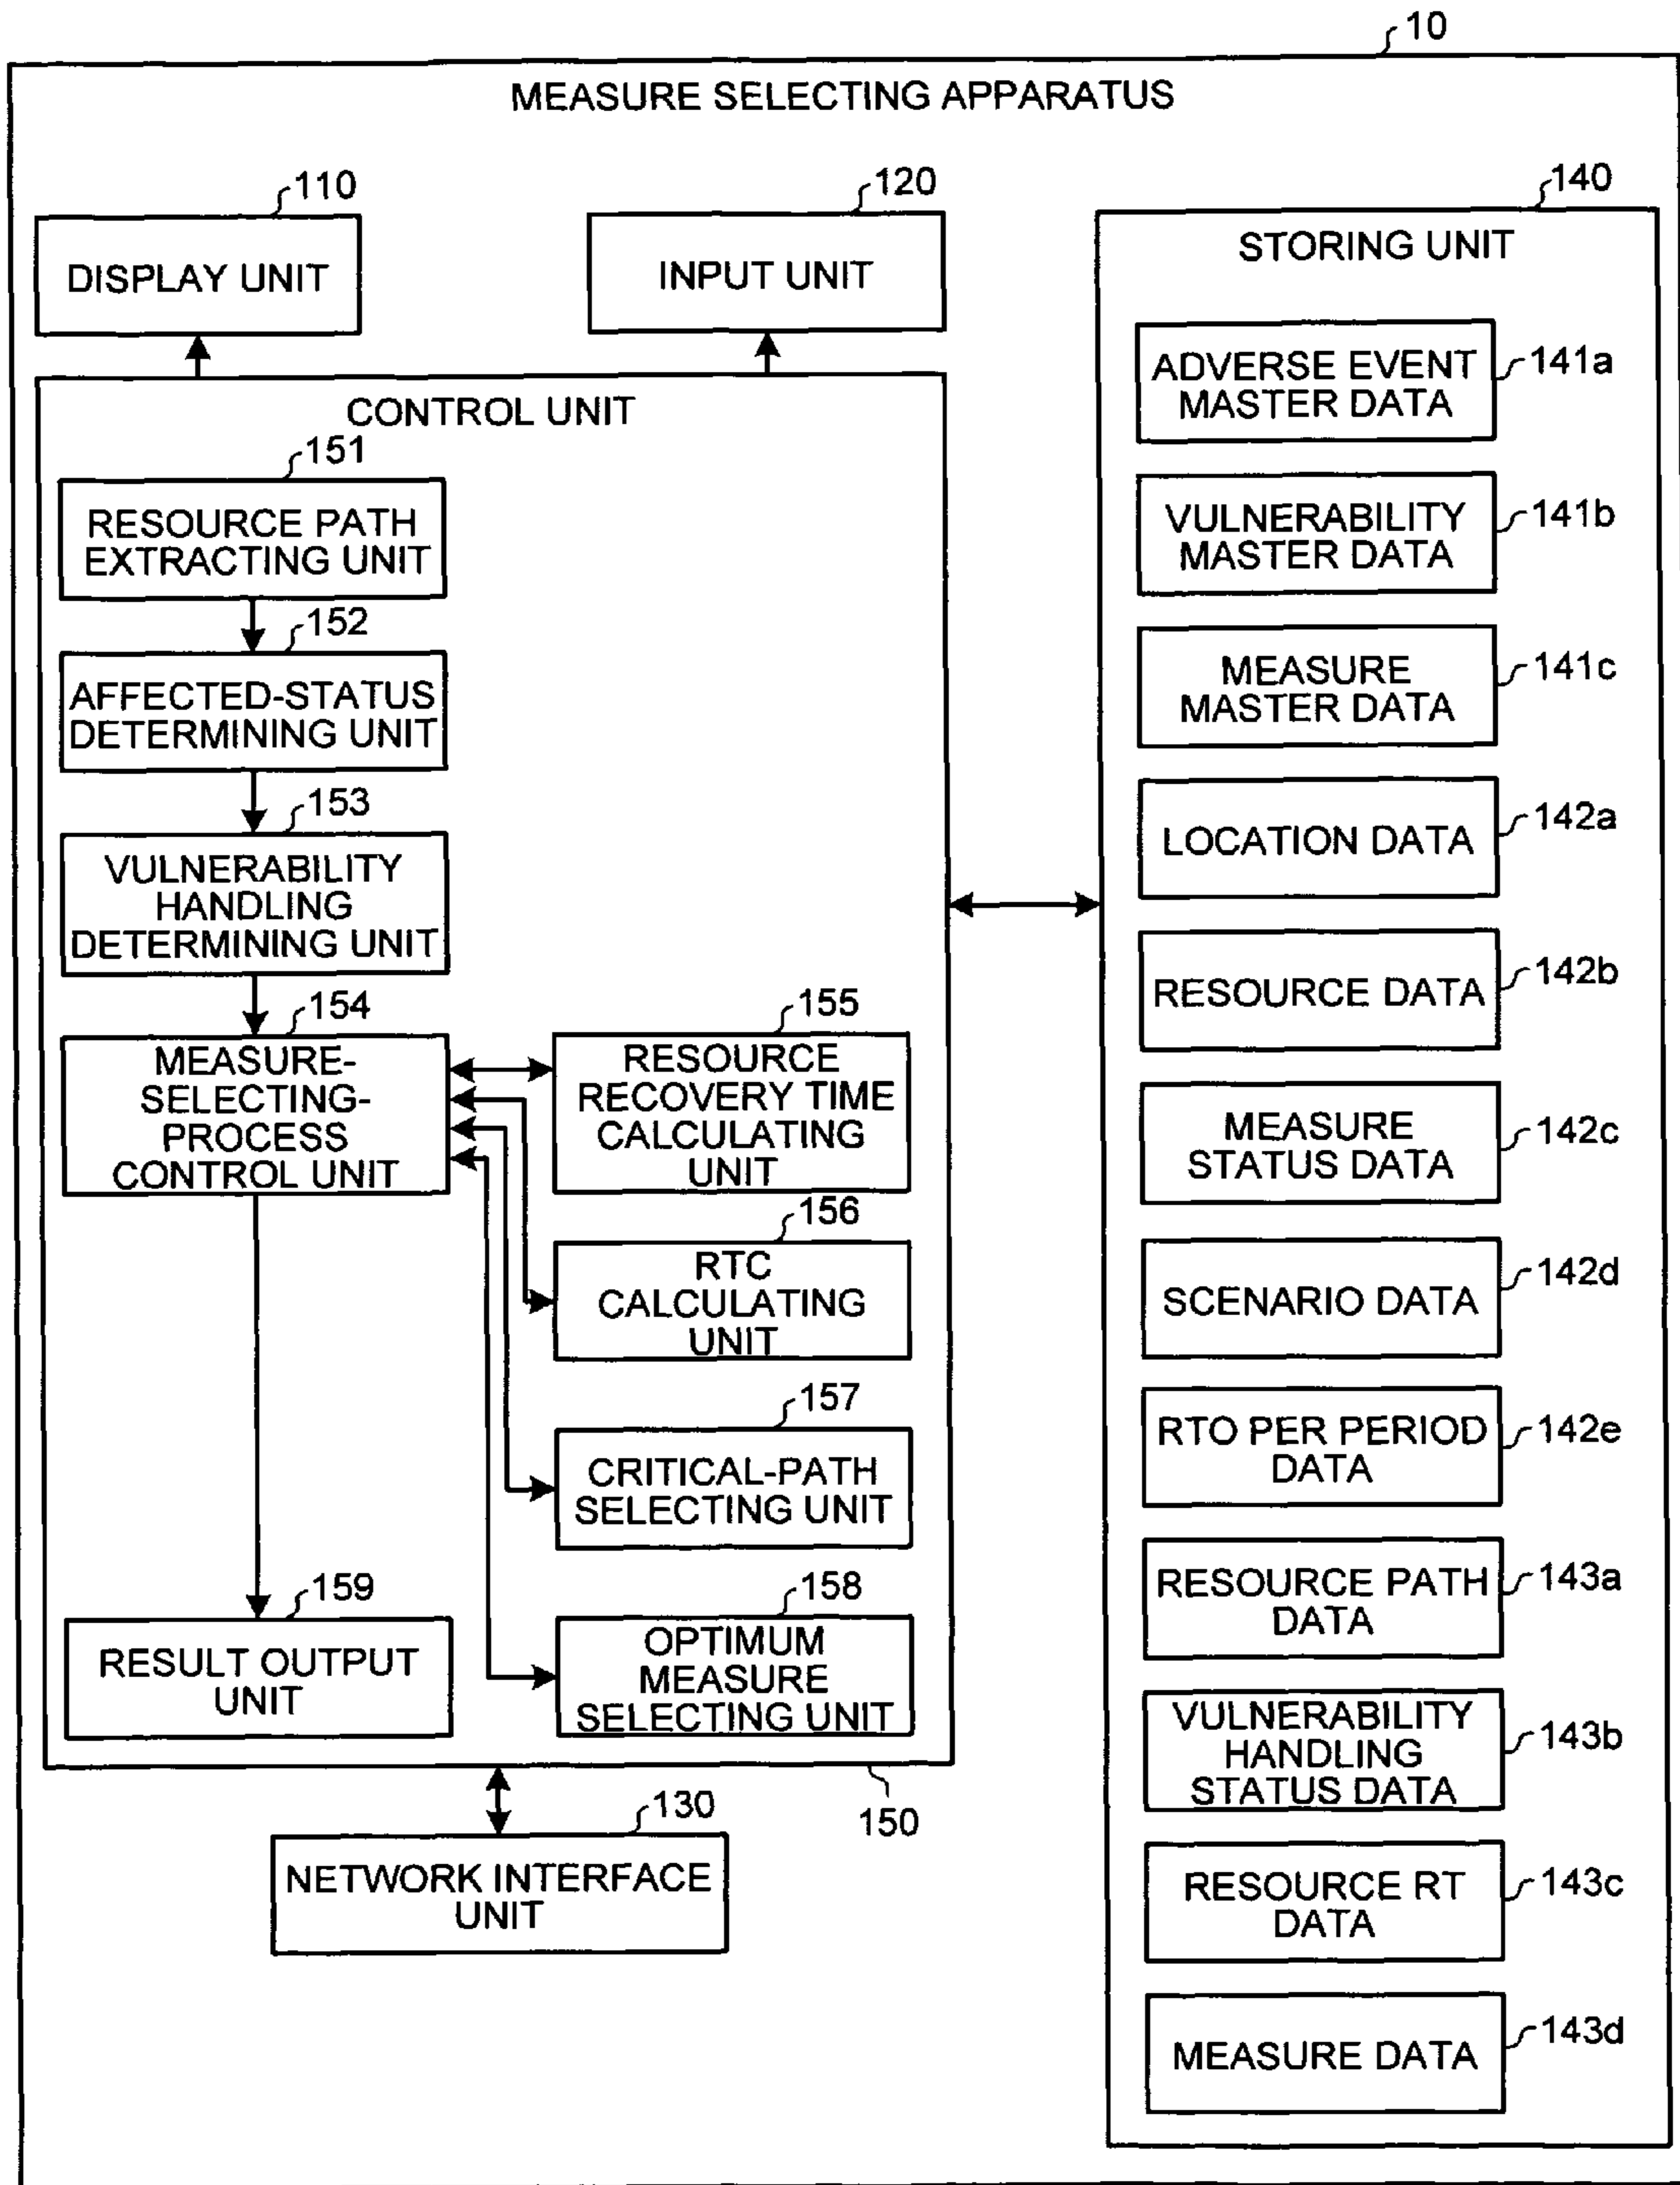 10
MEASURE SELECTING APPARATUS
110
DISPLAY UNIT
120
INPUT UNIT
CONTROL UNIT
151
RESOURCE PATH
EXTRACTING UNIT
152
AFFECTED-STATUS
DETERMINING UNIT
153
VULNERABILITY
HANDLING
DETERMINING UNIT
154
MEASURE-
SELECTING-
PROCESS
CONTROL UNIT
155
RESOURCE
RECOVERY TIME
CALCULATING
UNIT
156
RTC
CALCULATING
UNIT
157
CRITICAL-PATH
SELECTING UNIT
158
OPTIMUM
MEASURE
SELECTING UNIT
159
RESULT OUTPUT
UNIT
150
130
NETWORK INTERFACE
UNIT
140
STORING UNIT
ADVERSE EVENT
MASTER DATA
141a
VULNERABILITY
MASTER DATA
141b
MEASURE
MASTER DATA
141c
LOCATION DATA
142a
RESOURCE DATA
142b
MEASURE
STATUS DATA
142c
SCENARIO DATA
142d
RTO PER PERIOD
DATA
142e
RESOURCE PATH
DATA
143a
VULNERABILITY
HANDLING
STATUS DATA
143b
RESOURCE RT
DATA
143c
MEASURE DATA
143d